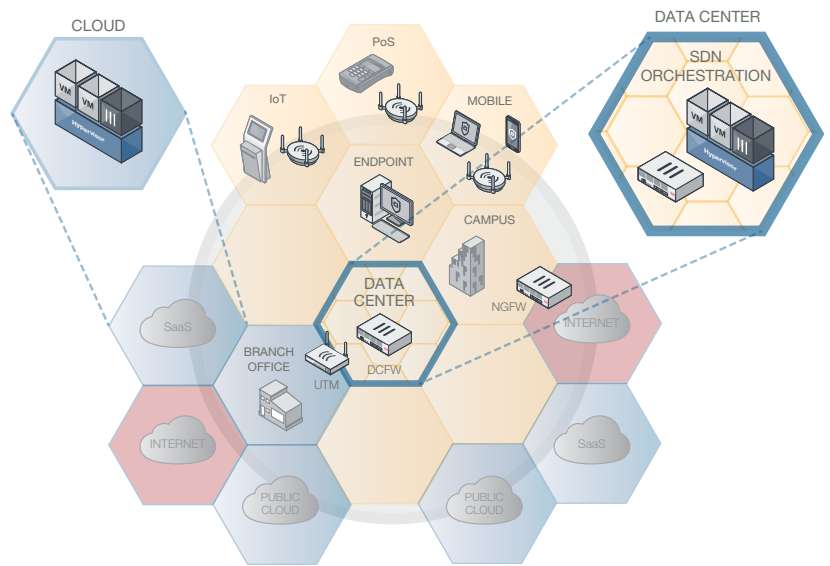 CLOUD
VM
VM
Hypervisor
DATA CENTER
SDN
ORCHESTRATION
VM
VM
Hypervisor
PoS
IoT
MOBILE
ENDPOINT
CAMPUS
NGFW
INTERNET
DATA
CENTER
DCFW
UTM
SaaS
BRANCH
OFFICE
INTERNET
SaaS
PUBLIC
CLOUD
PUBLIC
CLOUD